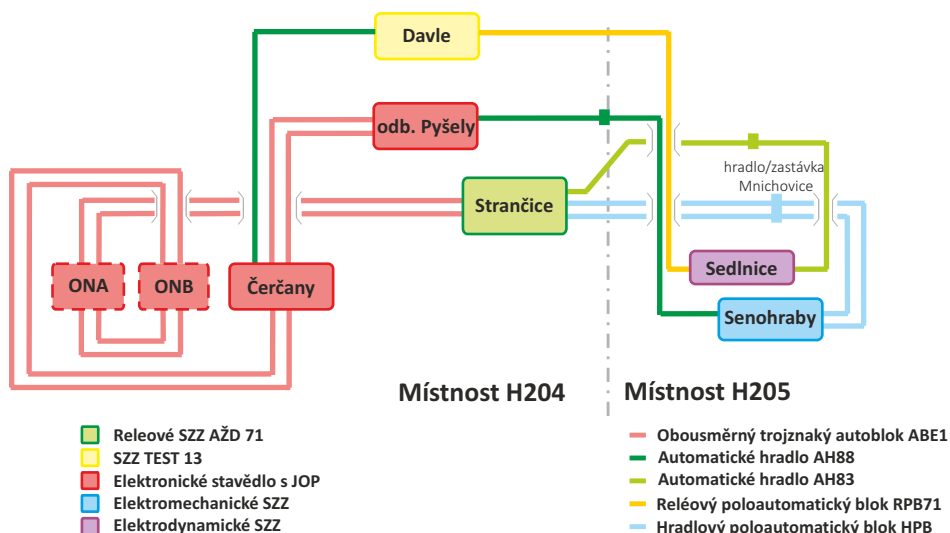 Davle
odb. Pyšely
hradlo/zastávka
Mnichovice
Strančice
ONA
ONB
Čerčany
Sedlnice
Senohraby
Místnost H204
Místnost H205
Releové SZZ AŽD 71
SZZ TEST 13
Elektronické stavědlo s JOP
Elektromechanické SZZ
Elektrodynamické SZZ
Obousměrný trojznaký autoblok ABE1
Automatické hradlo AH88
Automatické hradlo AH83
Reléový poloautomatický blok RPB71
Hradlový poloautomatický blok HPB